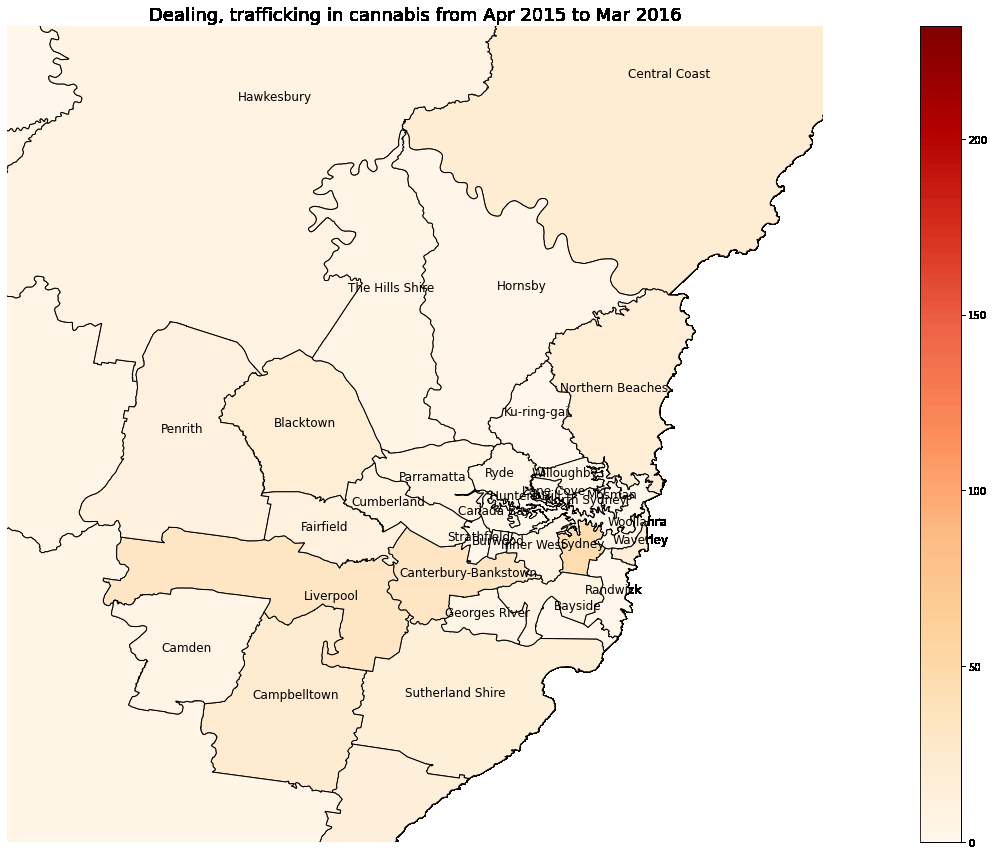 Dealing, trafficking in cannabis from Apr 2015 to Mar 2016
Central Coast
Hawkesbury
200
The Hills Shire
Hornsby
150
Northern Beaches
Ku-ring-gai
Blacktown
Penrith
Willoughby
Ryde
Parramatta
100
Lane Cove
Mosman
Hunters Hill
North Sydney
Cumberland
Canada Bay
Woollahra
Fairfield
Strathfield
Burwood
Waverley
Inner West
Sydney
Canterbury-Bankstown
Randwick
Liverpool
Bayside
Georges River
Camden
50
Sutherland Shire
Campbelltown
0